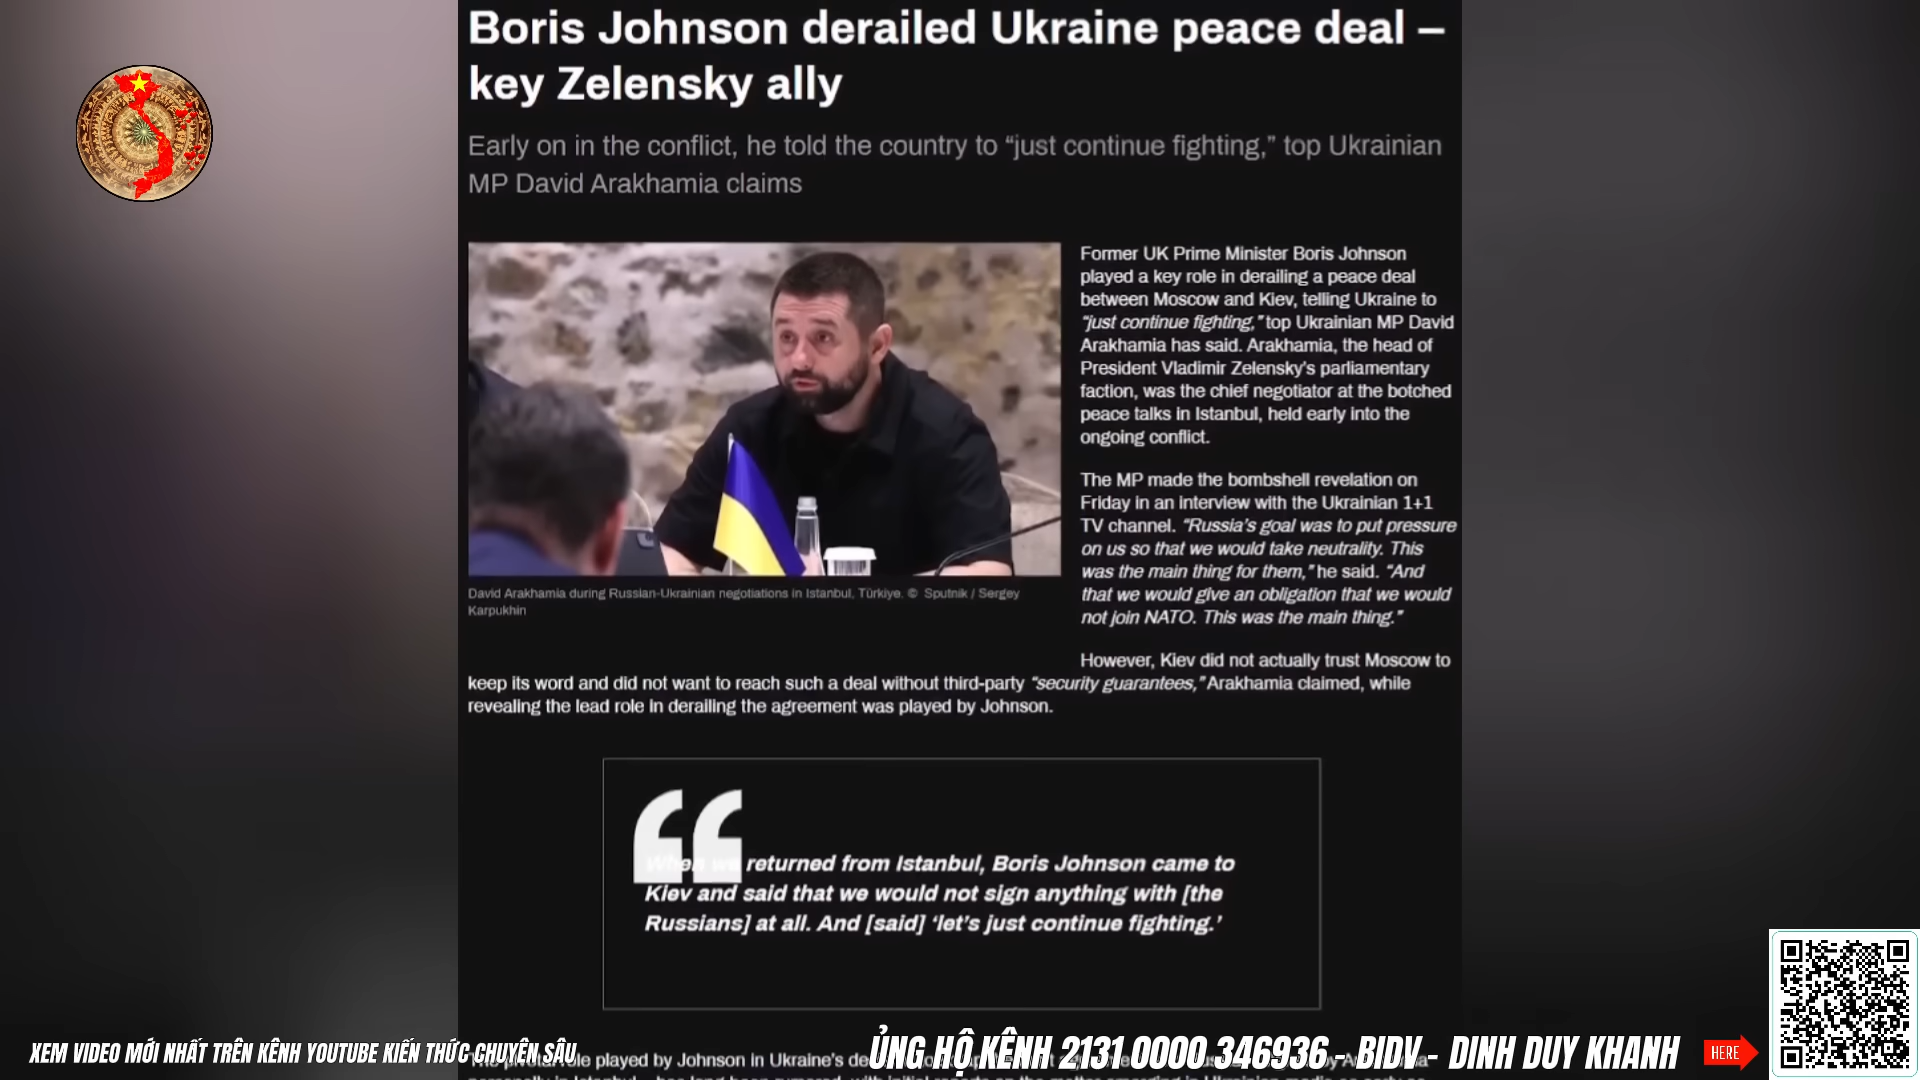 Boris Johnson derailed Ukraine peace deal –
key Zelensky ally
Early on in the conflict, he told the country to “just continue fighting,” top Ukrainian
MP David Arakhamia claims
Former UK Prime Minister Boris Johnson
played a key role in derailing a peace deal
between Moscow and Kiev, telling Ukraine to
“just continue fighting,” top Ukrainian MP David
Arakhamia has said. Arakhamia, the head of
President Vladimir Zelensky’s parliamentary
faction, was the chief negotiator at the botched
peace talks in Istanbul, held early into the
ongoing conflict.
The MP made the bombshell revelation on
Friday in an interview with the Ukrainian 1+1
TV channel. “Russia’s goal was to put pressure
on us so that we would take neutrality. This
was the main thing for them,” he said. “And
that we would give an obligation that we would
not join NATO. This was the main thing.”
David Arakhamia during Russian-Ukrainian negotiations in Istanbul, Türkiye. © Sputnik / Sergey
Karpukhin
However, Kiev did not actually trust Moscow to
keep its word and did not want to reach such a deal without third-party “security guarantees,” Arakhamia claimed, while
revealing the lead role in derailing the agreement was played by Johnson.
When we returned from Istanbul, Boris Johnson came to
Kiev and said that we would not sign anything with [the
Russians] at all. And [said] ‘let’s just continue fighting.’
played by Johnson in Ukraine’s
XEM VIDEO MỚI NHẤT TRÊN KÊNH YOUTUBE KIẾN THỨC CHUYÊN SÂU
ỦNG HỘ KÊNH 2131 0000 346936 - BIDV - DINH DUY KHANH
HERE